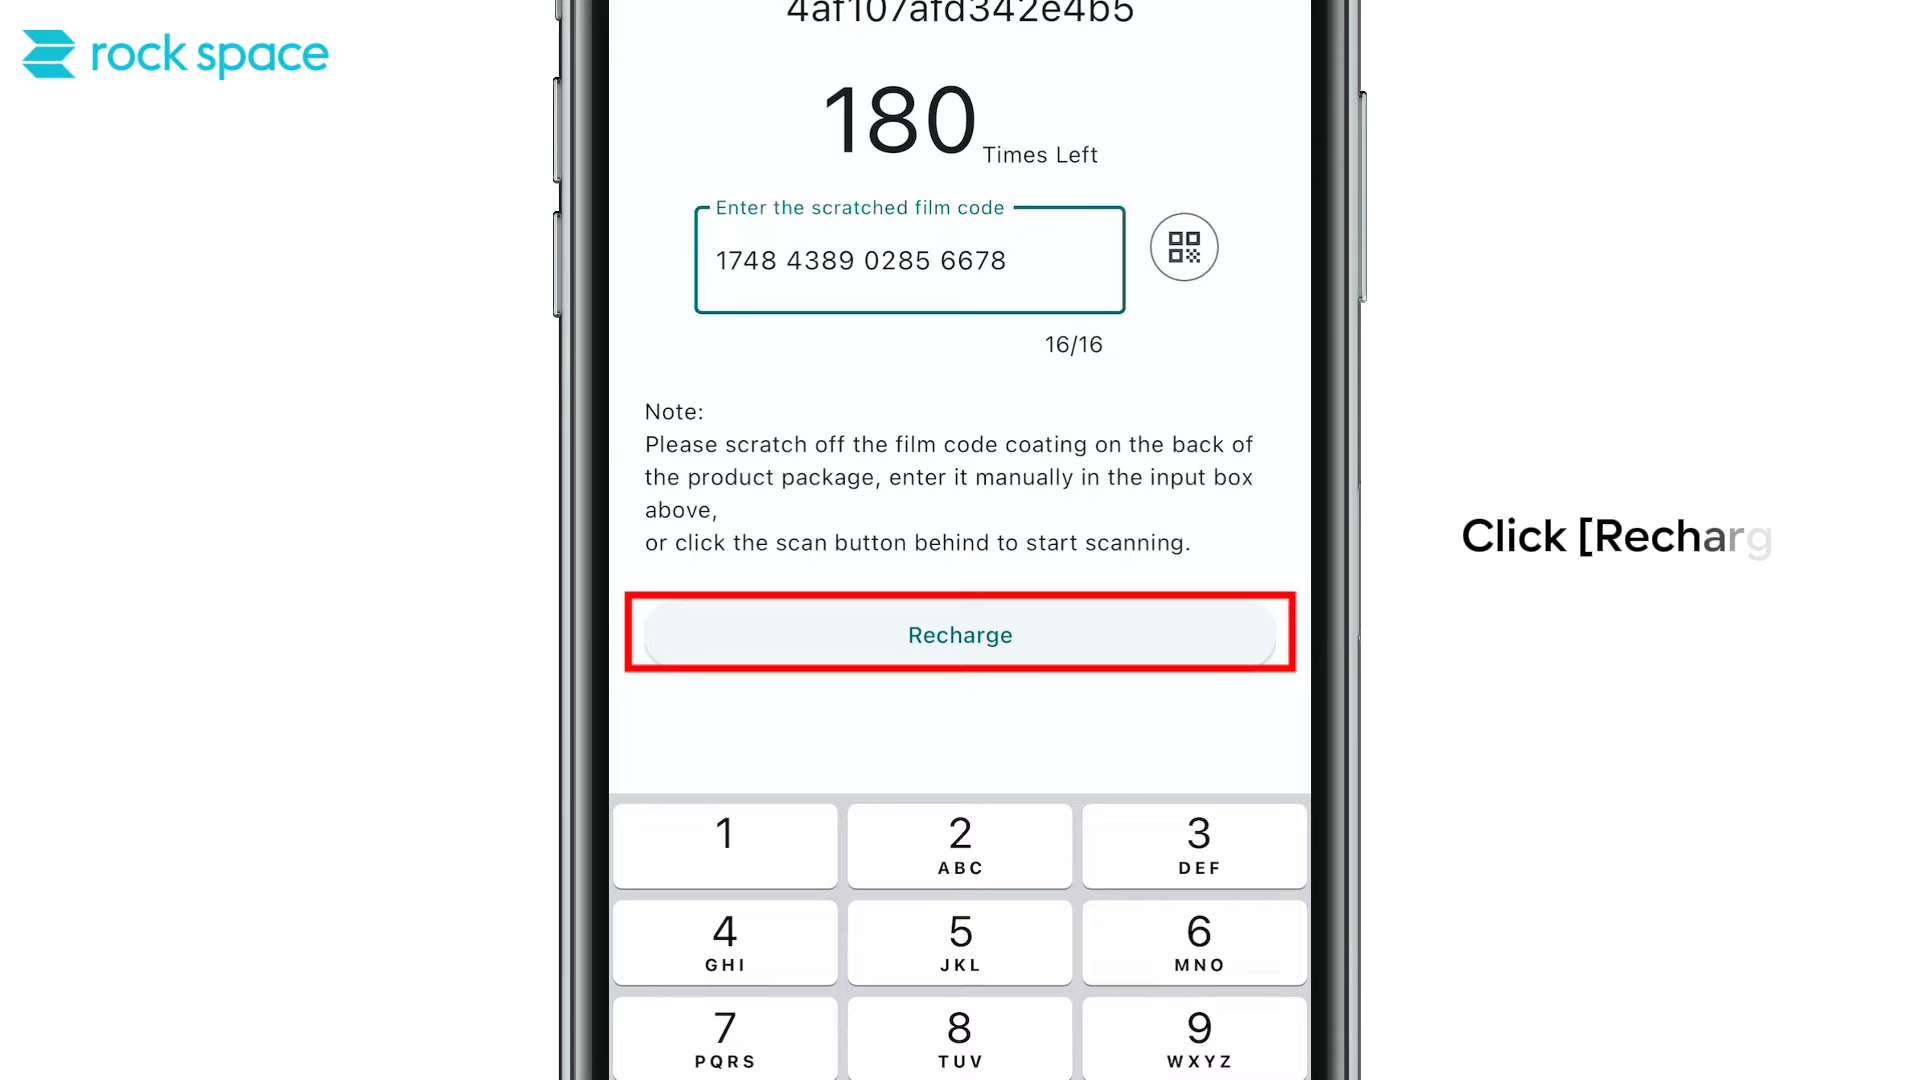 rock space
4af107afd342e4b5
180 Times Left
Enter the scratched film code
1748 4389 0285 6678
16/16
Note:
Please scratch off the film code coating on the back of
the product package, enter it manually in the input box
above,
or click the scan button behind to start scanning.
Recharge
Click [Recharg
1 2 3
ABC DEF
4 5 6
GHI JKL MNO
7 8 9
PQRS TUV WXYZ